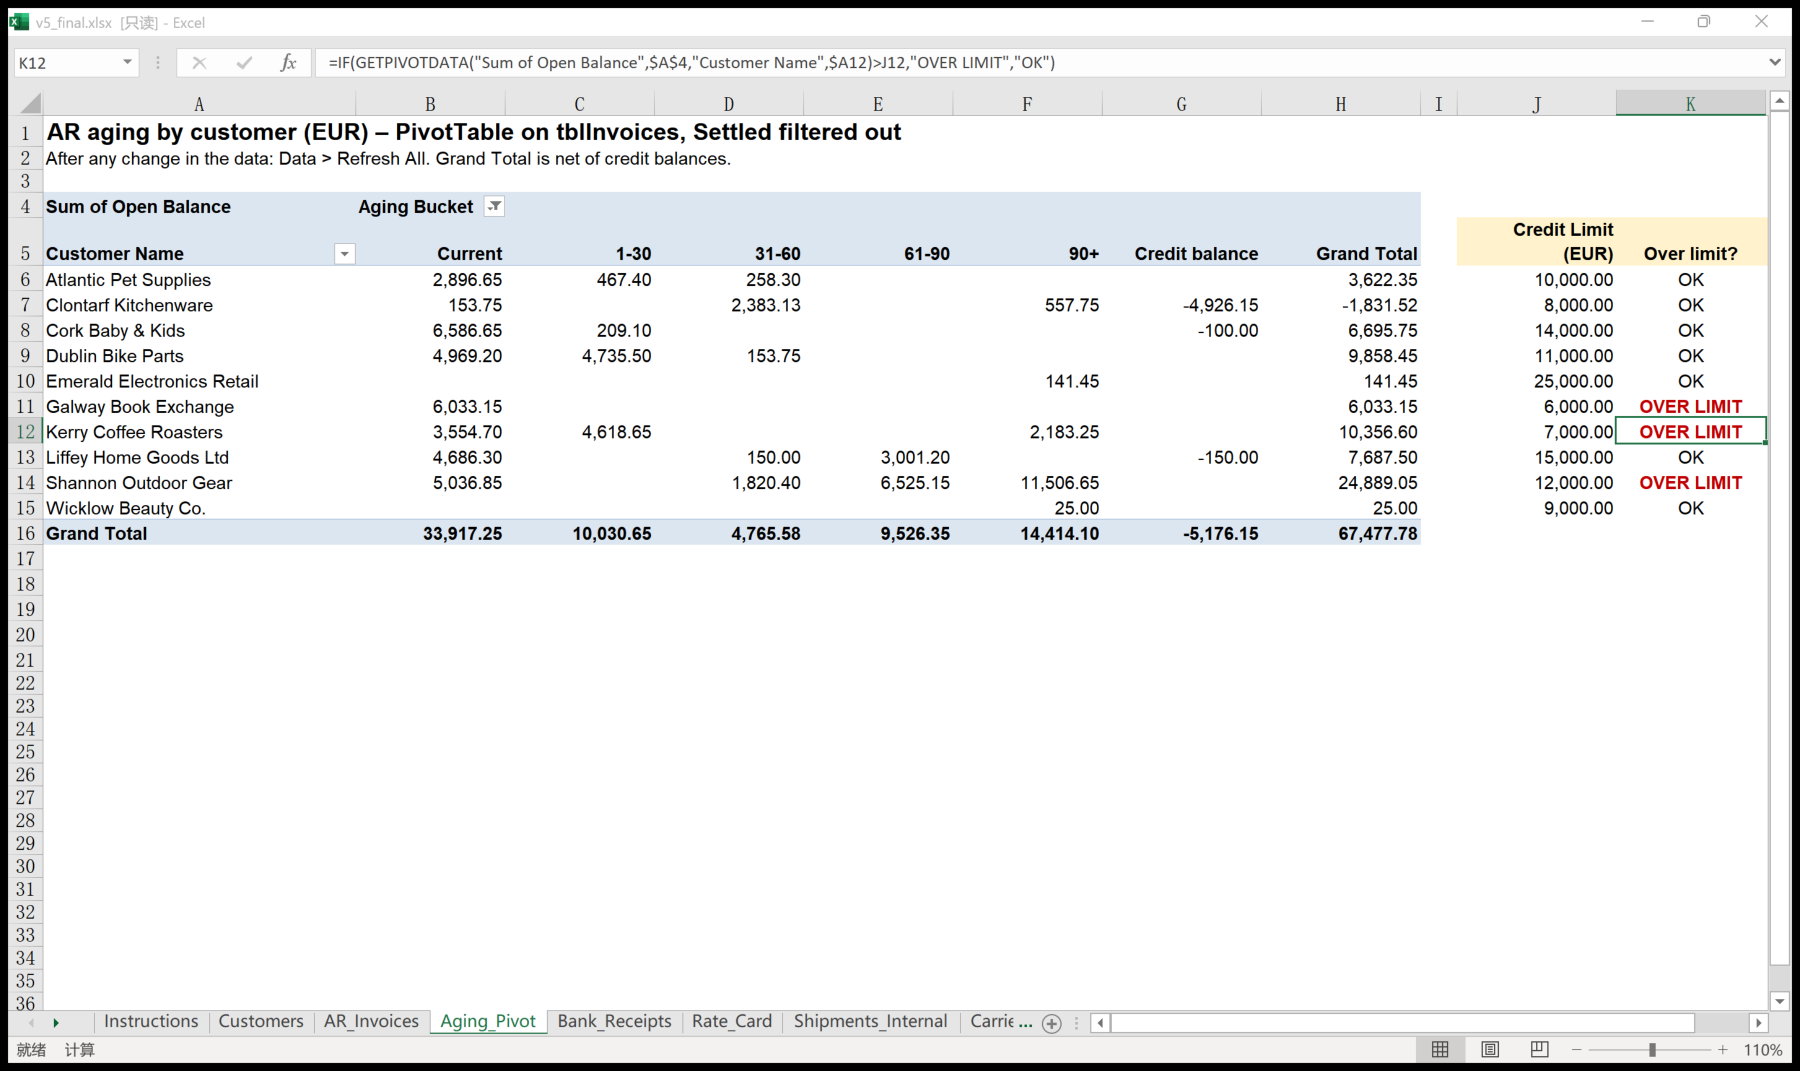 v5_final.xlsx [只读] - Excel
K12 fx =IF(GETPIVOTDATA("Sum of Open Balance",$A$4,"Customer Name",$A12)>J12,"OVER LIMIT","OK")
A B C D E F G H I J K
1 AR aging by customer (EUR) – PivotTable on tblInvoices, Settled filtered out
2 After any change in the data: Data > Refresh All. Grand Total is net of credit balances.
3
4 Sum of Open Balance Aging Bucket
Credit Limit
5 Customer Name Current 1-30 31-60 61-90 90+ Credit balance Grand Total (EUR) Over limit?
6 Atlantic Pet Supplies 2,896.65 467.40 258.30 3,622.35 10,000.00 OK
7 Clontarf Kitchenware 153.75 2,383.13 557.75 -4,926.15 -1,831.52 8,000.00 OK
8 Cork Baby & Kids 6,586.65 209.10 -100.00 6,695.75 14,000.00 OK
9 Dublin Bike Parts 4,969.20 4,735.50 153.75 9,858.45 11,000.00 OK
10 Emerald Electronics Retail 141.45 141.45 25,000.00 OK
11 Galway Book Exchange 6,033.15 6,033.15 6,000.00 OVER LIMIT
12 Kerry Coffee Roasters 3,554.70 4,618.65 2,183.25 10,356.60 7,000.00 OVER LIMIT
13 Liffey Home Goods Ltd 4,686.30 150.00 3,001.20 -150.00 7,687.50 15,000.00 OK
14 Shannon Outdoor Gear 5,036.85 1,820.40 6,525.15 11,506.65 24,889.05 12,000.00 OVER LIMIT
15 Wicklow Beauty Co. 25.00 25.00 9,000.00 OK
16 Grand Total 33,917.25 10,030.65 4,765.58 9,526.35 14,414.10 -5,176.15 67,477.78
17
18
19
20
21
22
23
24
25
26
27
28
29
30
31
32
33
34
35
36
Instructions Customers AR_Invoices Aging_Pivot Bank_Receipts Rate_Card Shipments_Internal Carrie ...
就绪 计算 110%